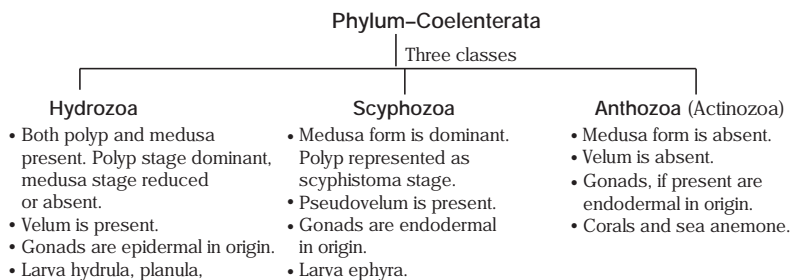 Phylum–Coelenterata
Three classes
Hydrozoa
• Both polyp and medusa
present. Polyp stage dominant,
medusa stage reduced
or absent.
• Velum is present.
• Gonads are epidermal in origin.
• Larva hydrula, planula,
Scyphozoa
• Medusa form is dominant.
Polyp represented as
scyphistoma stage.
• Pseudovelum is present.
• Gonads are endodermal
in origin.
• Larva ephyra.
Anthozoa (Actinozoa)
• Medusa form is absent.
• Velum is absent.
• Gonads, if present are
endodermal in origin.
• Corals and sea anemone.